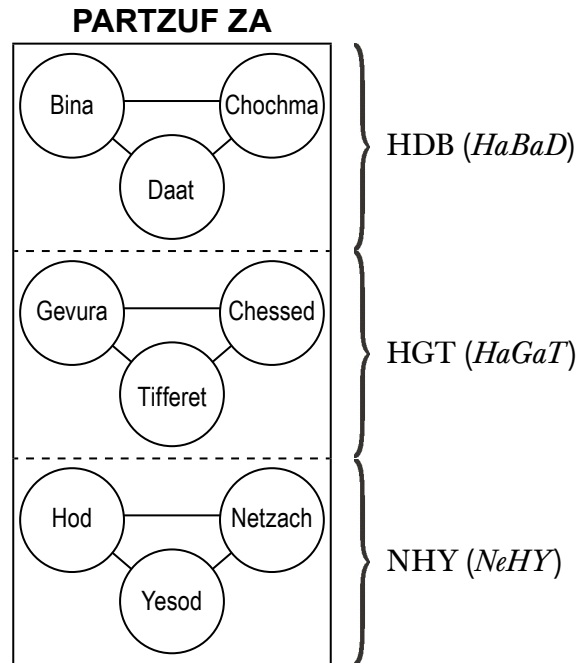 PARTZUF ZA
Bina
Chochma
Daat
HDB (HaBaD)
Gevura
Chessed
Tifferet
HGT (HaGaT)
Hod
Netzach
Yesod
NHY (NeHY)